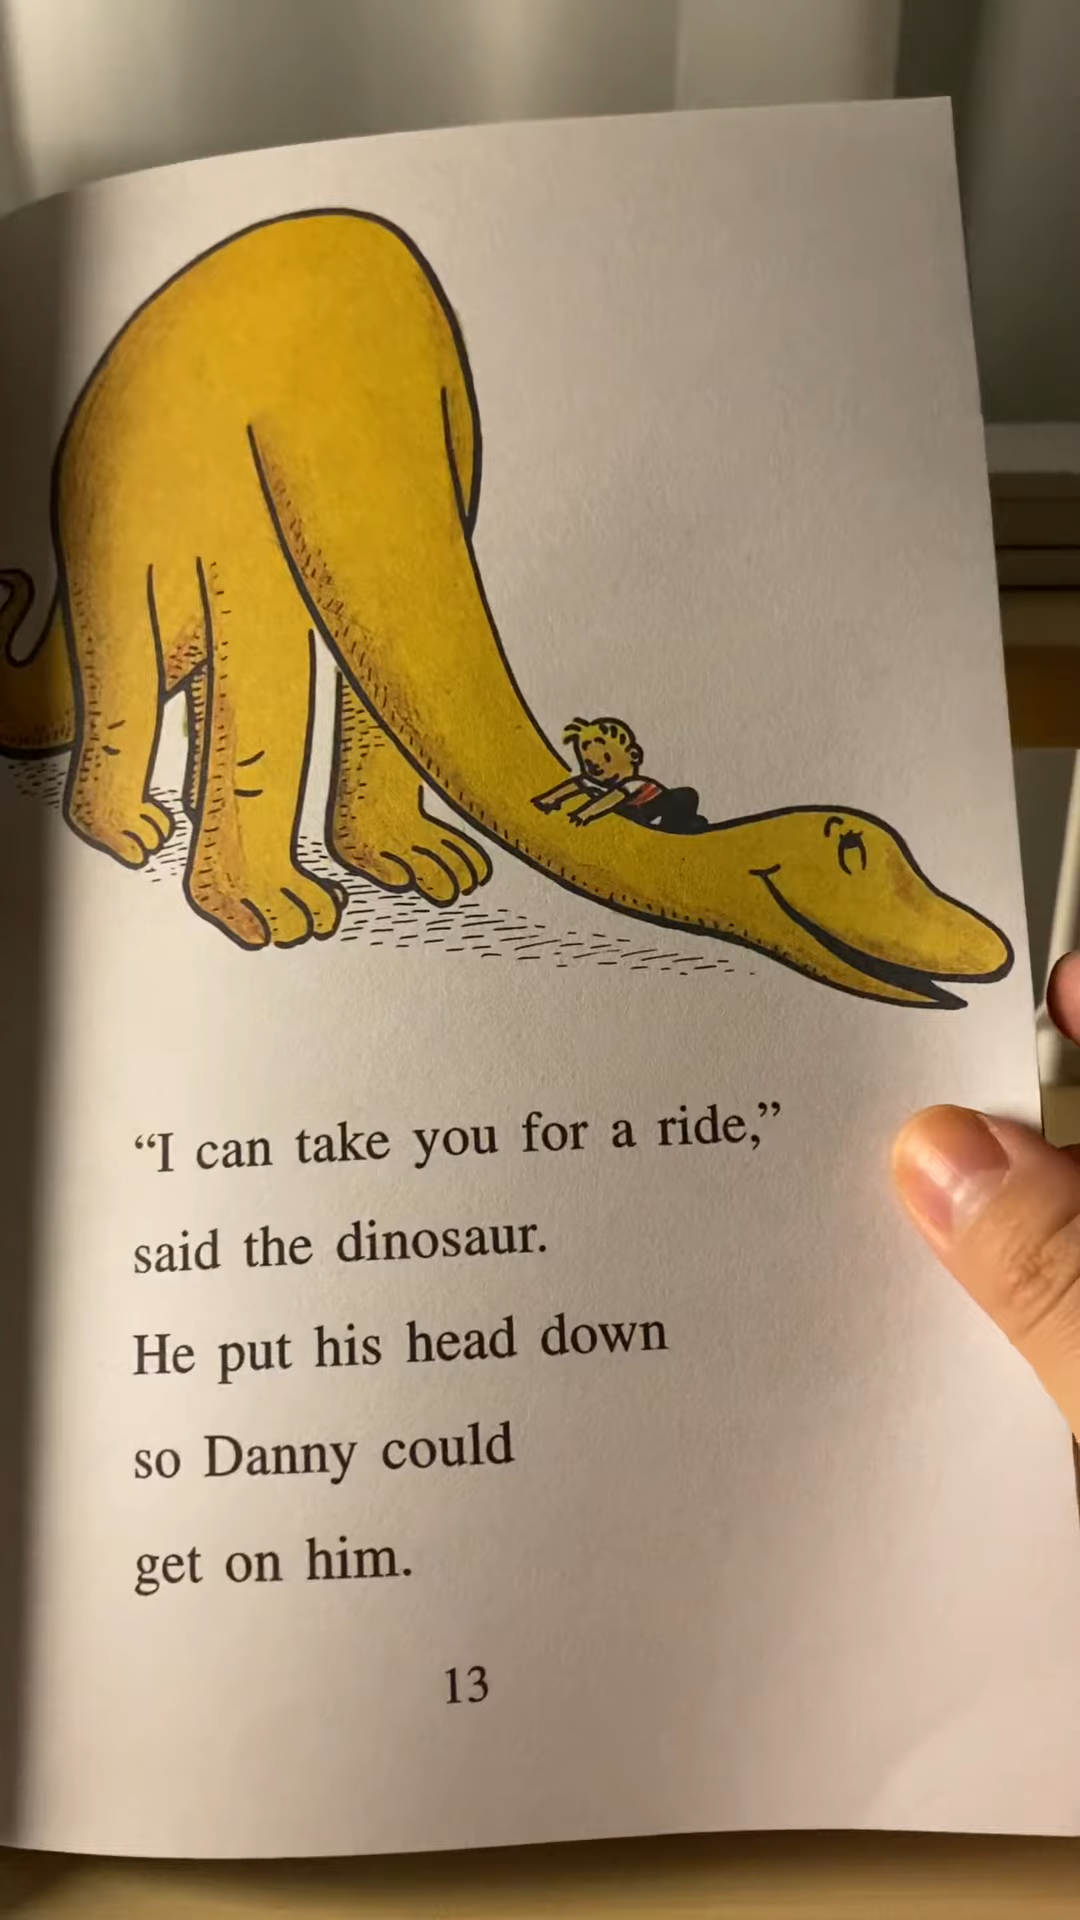 “I can take you for a ride,”
said the dinosaur.
He put his head down
so Danny could
get on him.
13